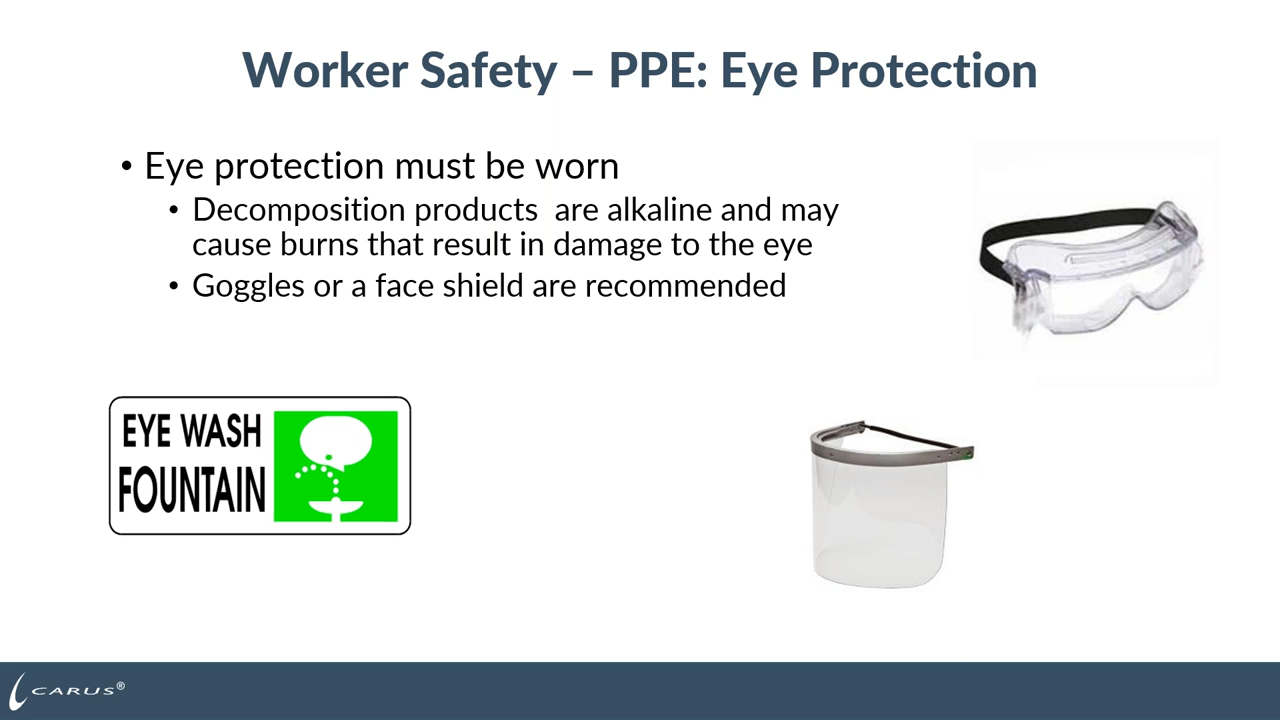 Worker Safety – PPE: Eye Protection
• Eye protection must be worn
• Decomposition products  are alkaline and may
cause burns that result in damage to the eye
• Goggles or a face shield are recommended
EYE WASH
FOUNTAIN
CARUS®